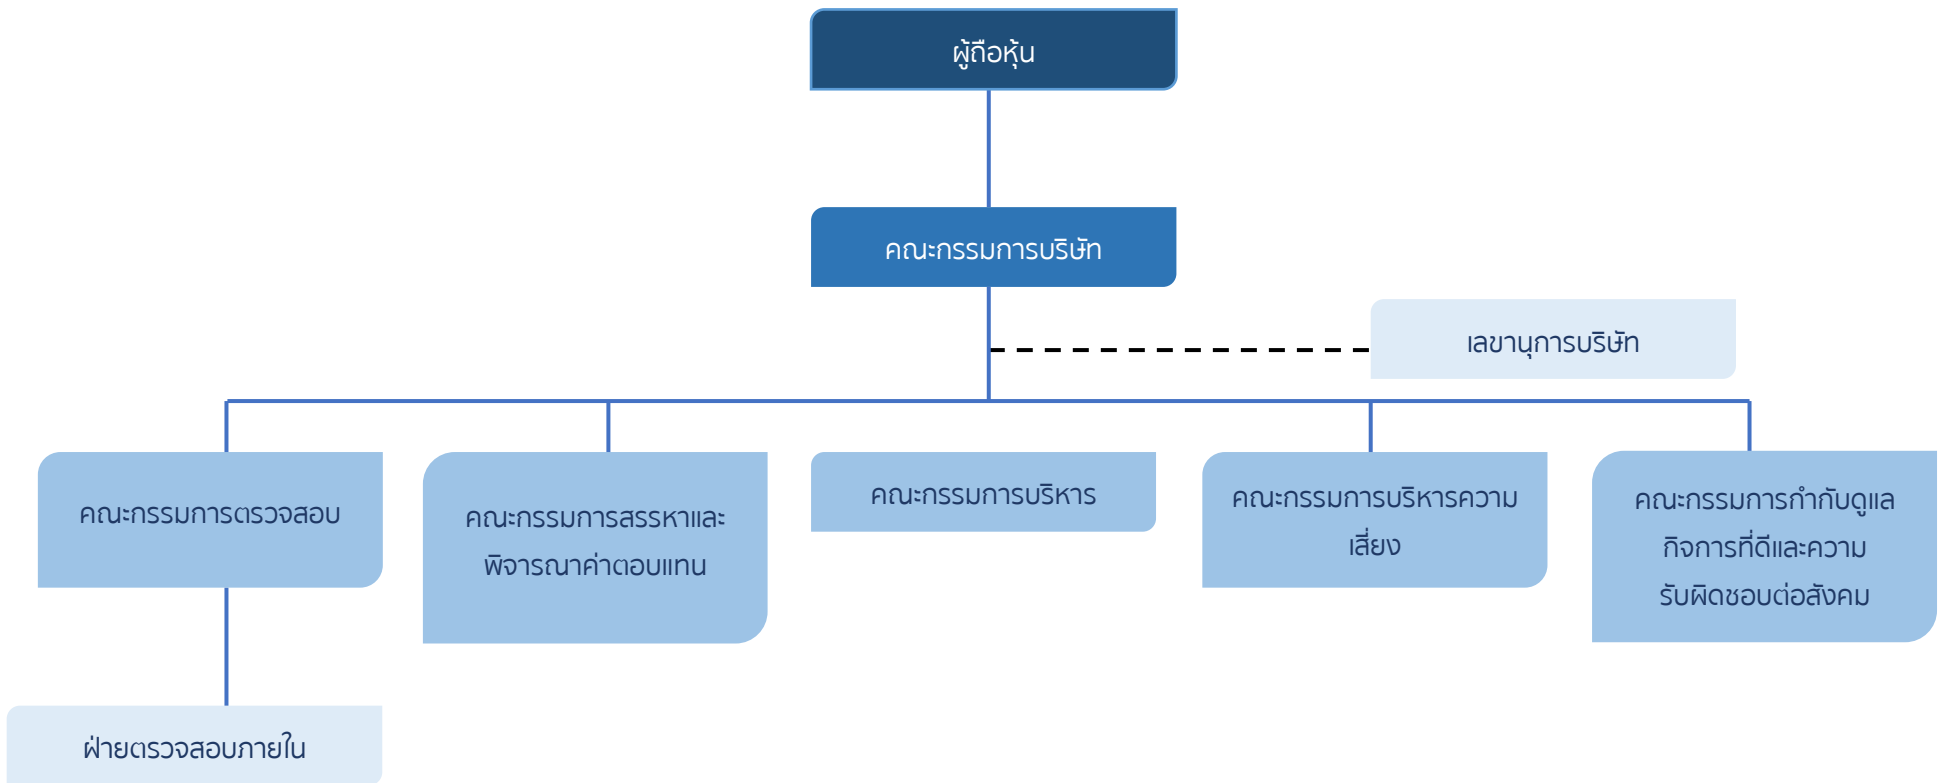 ผู้ถือหุ้น
คณะกรรมการบริษัท
เลขานุการบริษัท
คณะกรรมการตรวจสอบ
คณะกรรมการสรรหาและ
พิจารณาค่าตอบแทน
คณะกรรมการบริหาร
คณะกรรมการบริหารความ
เสี่ยง
คณะกรรมการกำกับดูแล
กิจการที่ดีและความ
รับผิดชอบต่อสังคม
ฝ่ายตรวจสอบภายใน